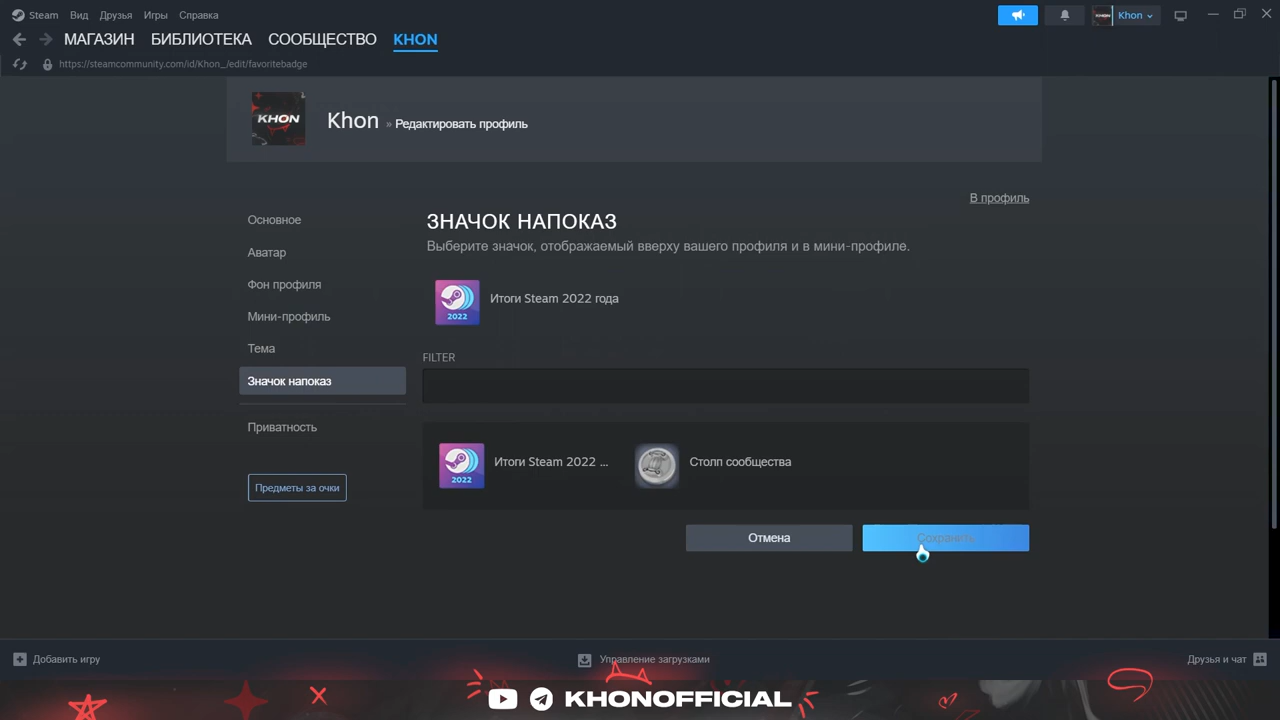 Steam Вид Друзья Игры Справка
Khon
МАГАЗИН БИБЛИОТЕКА СООБЩЕСТВО KHON
https://steamcommunity.com/id/Khon_/edit/favoritebadge
KHON
Khon » Редактировать профиль
В профиль
Основное
Аватар
Фон профиля
Мини-профиль
Тема
Значок напоказ
Приватность
Предметы за очки
ЗНАЧОК НАПОКАЗ
Выберите значок, отображаемый вверху вашего профиля и в мини-профиле.
2022
Итоги Steam 2022 года
FILTER
2022
Итоги Steam 2022 ...
Столп сообщества
Отмена
Сохранить
Добавить игру
Управление загрузками
Друзья и чат
KHONOFFICIAL